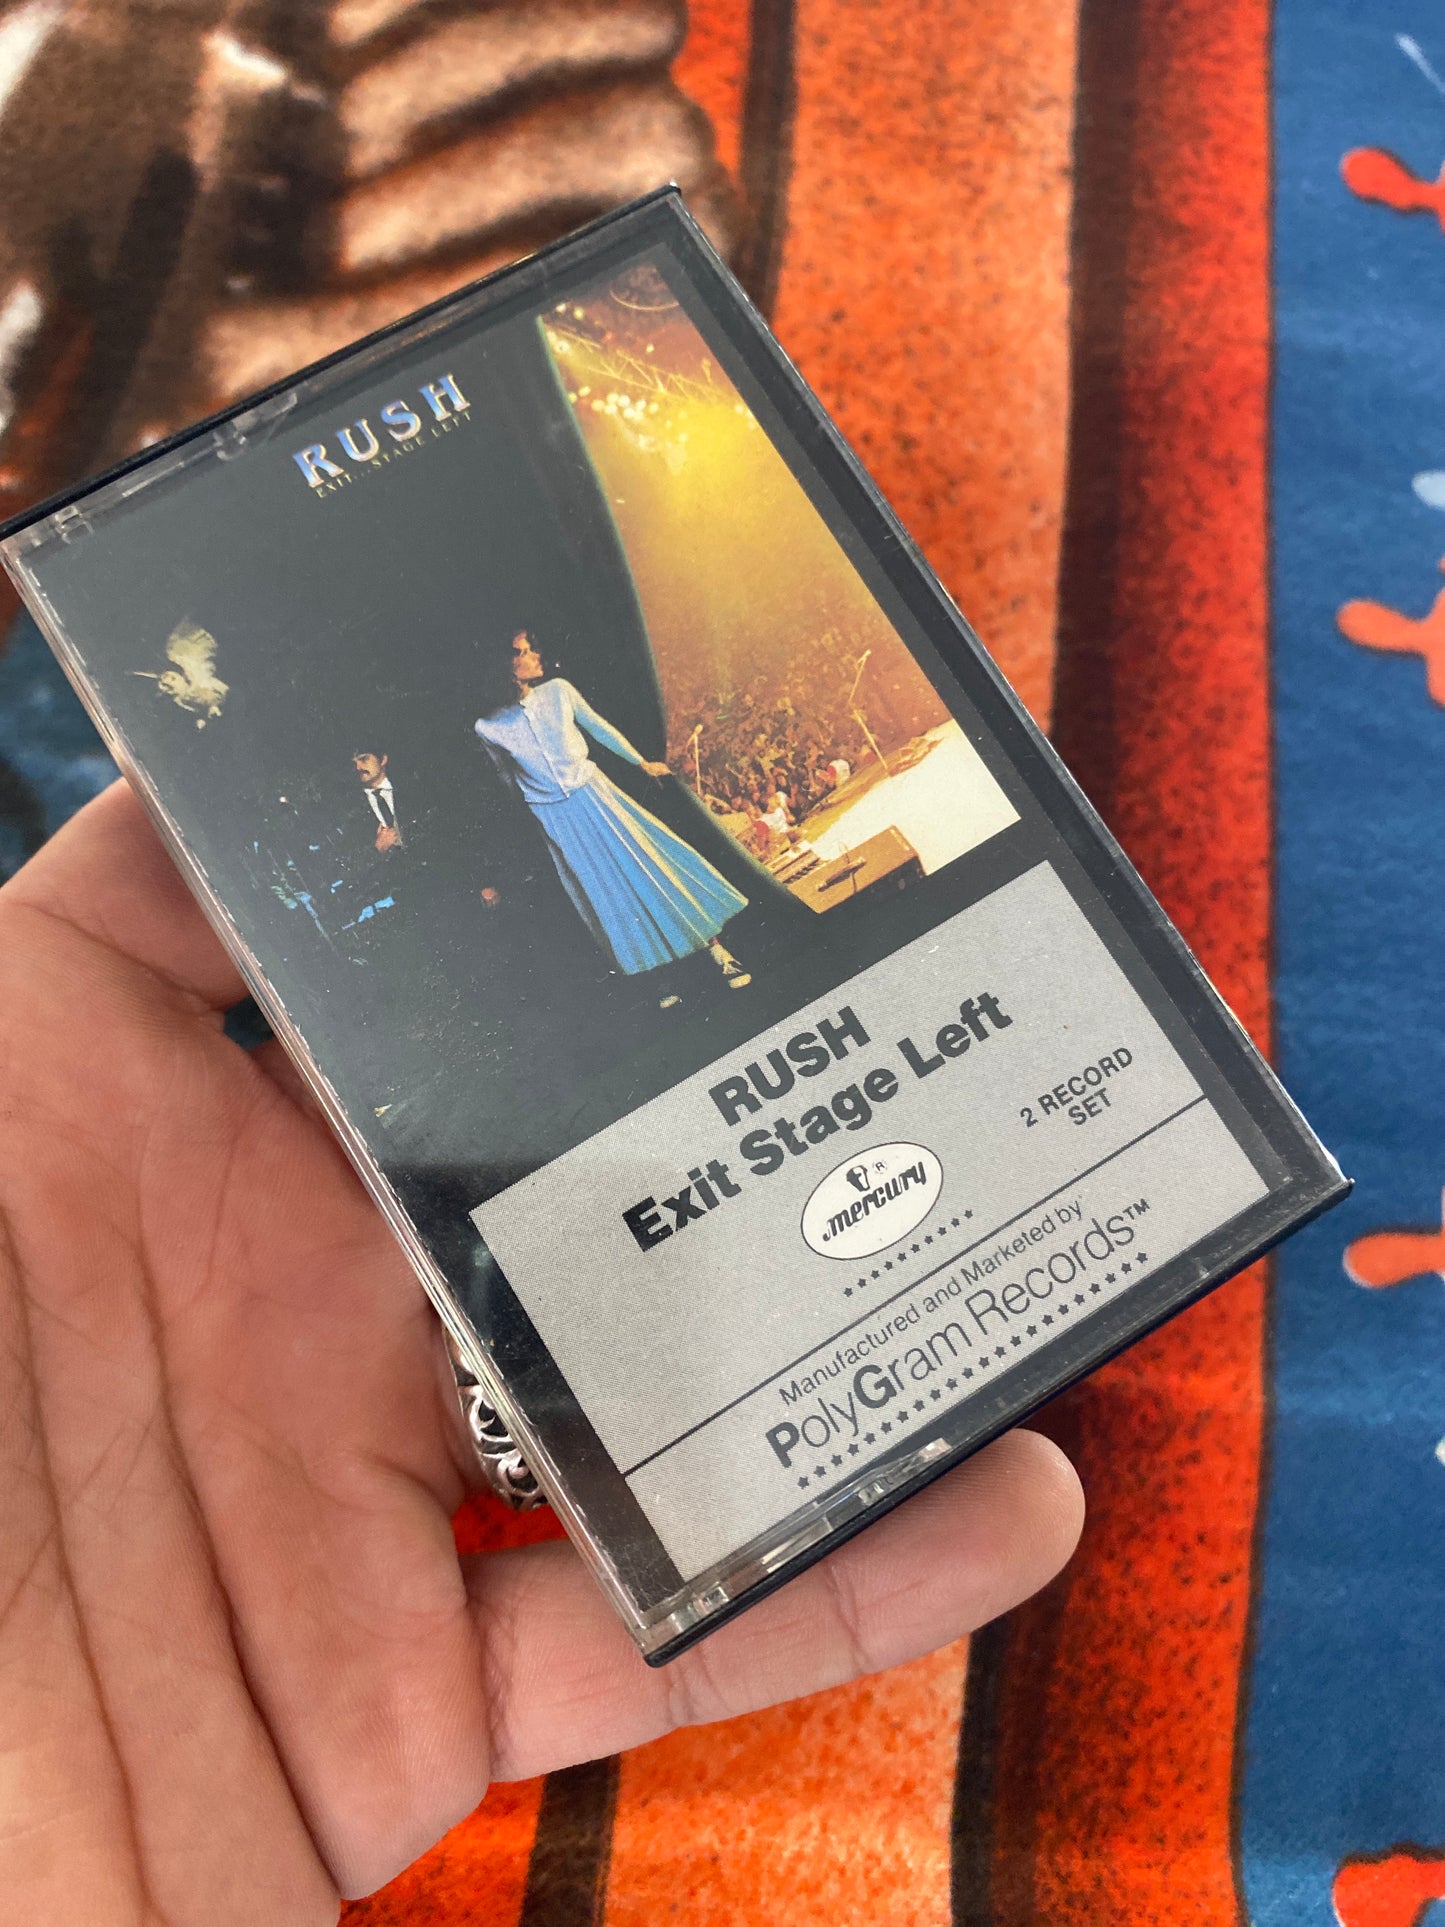 RUSH
EXIT...STAGE LEFT
RUSH
Exit Stage Left
2 RECORD
SET
mercury ®
Manufactured and Marketed by
PolyGram Records™